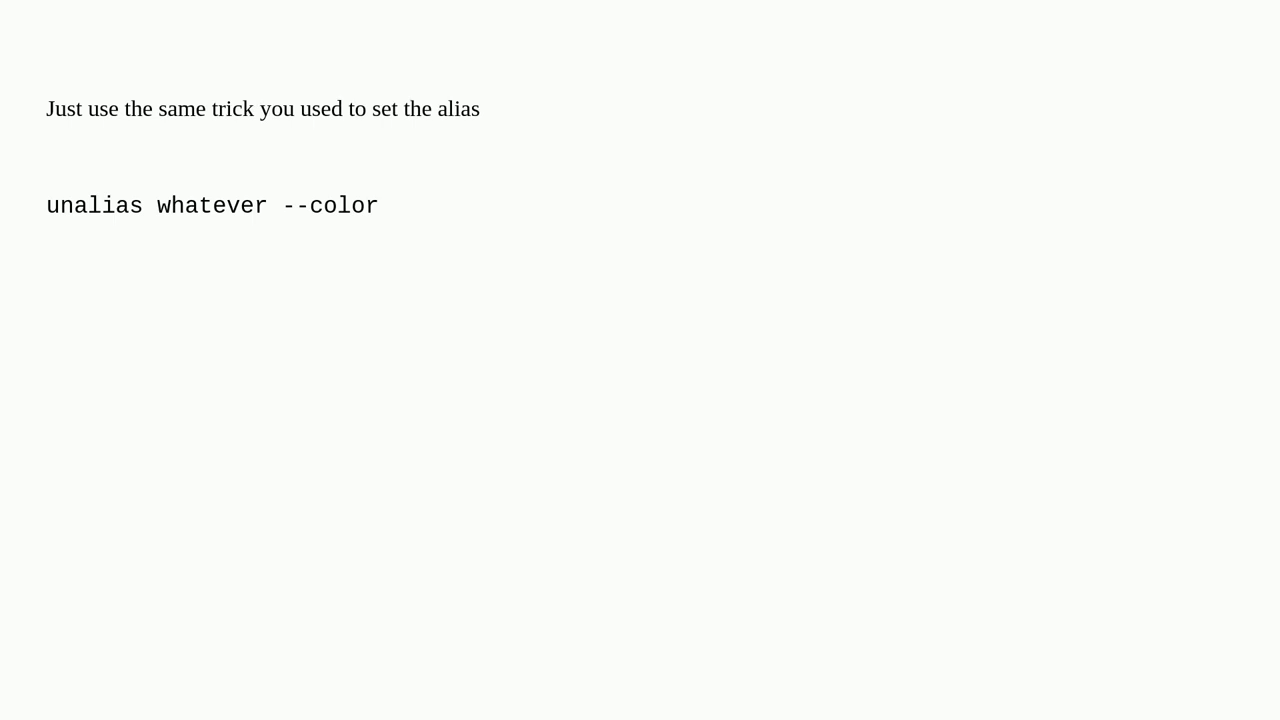 Just use the same trick you used to set the alias
unalias whatever --color